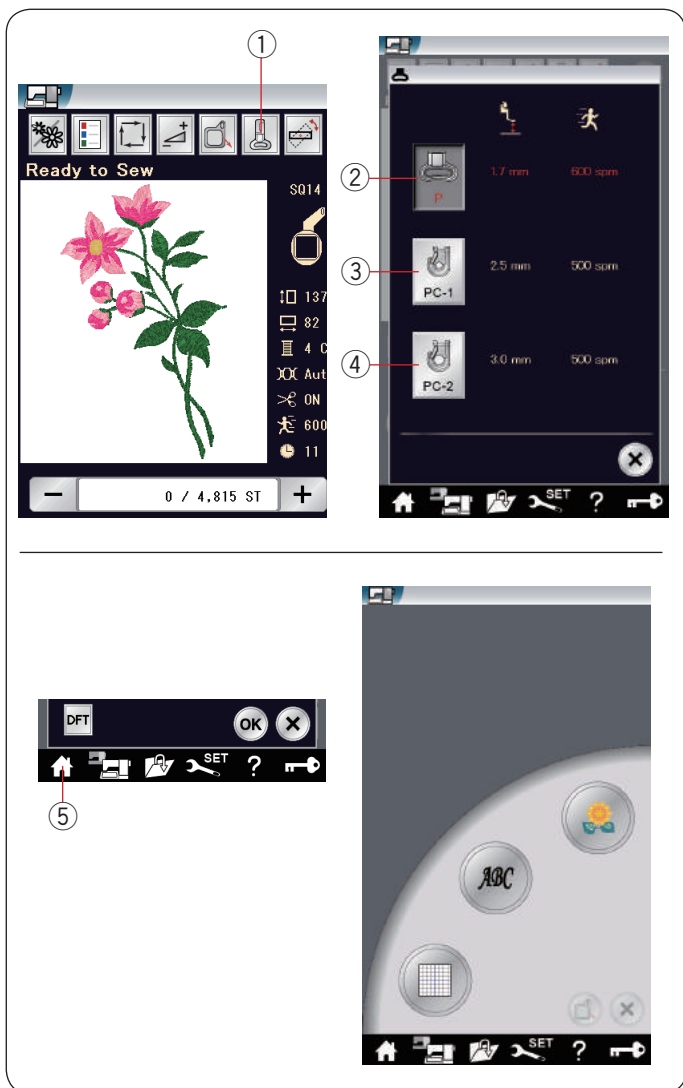 ①
Ready to Sew
SQ14
137
82
4 C
Aut
ON
600
11
0 / 4,815 ST
②
P
1.7 mm
600 spm
③
PC-1
2.5 mm
500 spm
④
PC-2
3.0 mm
500 spm
SET
?
DFT
OK
SET
?
⑤
ABC
SET
?